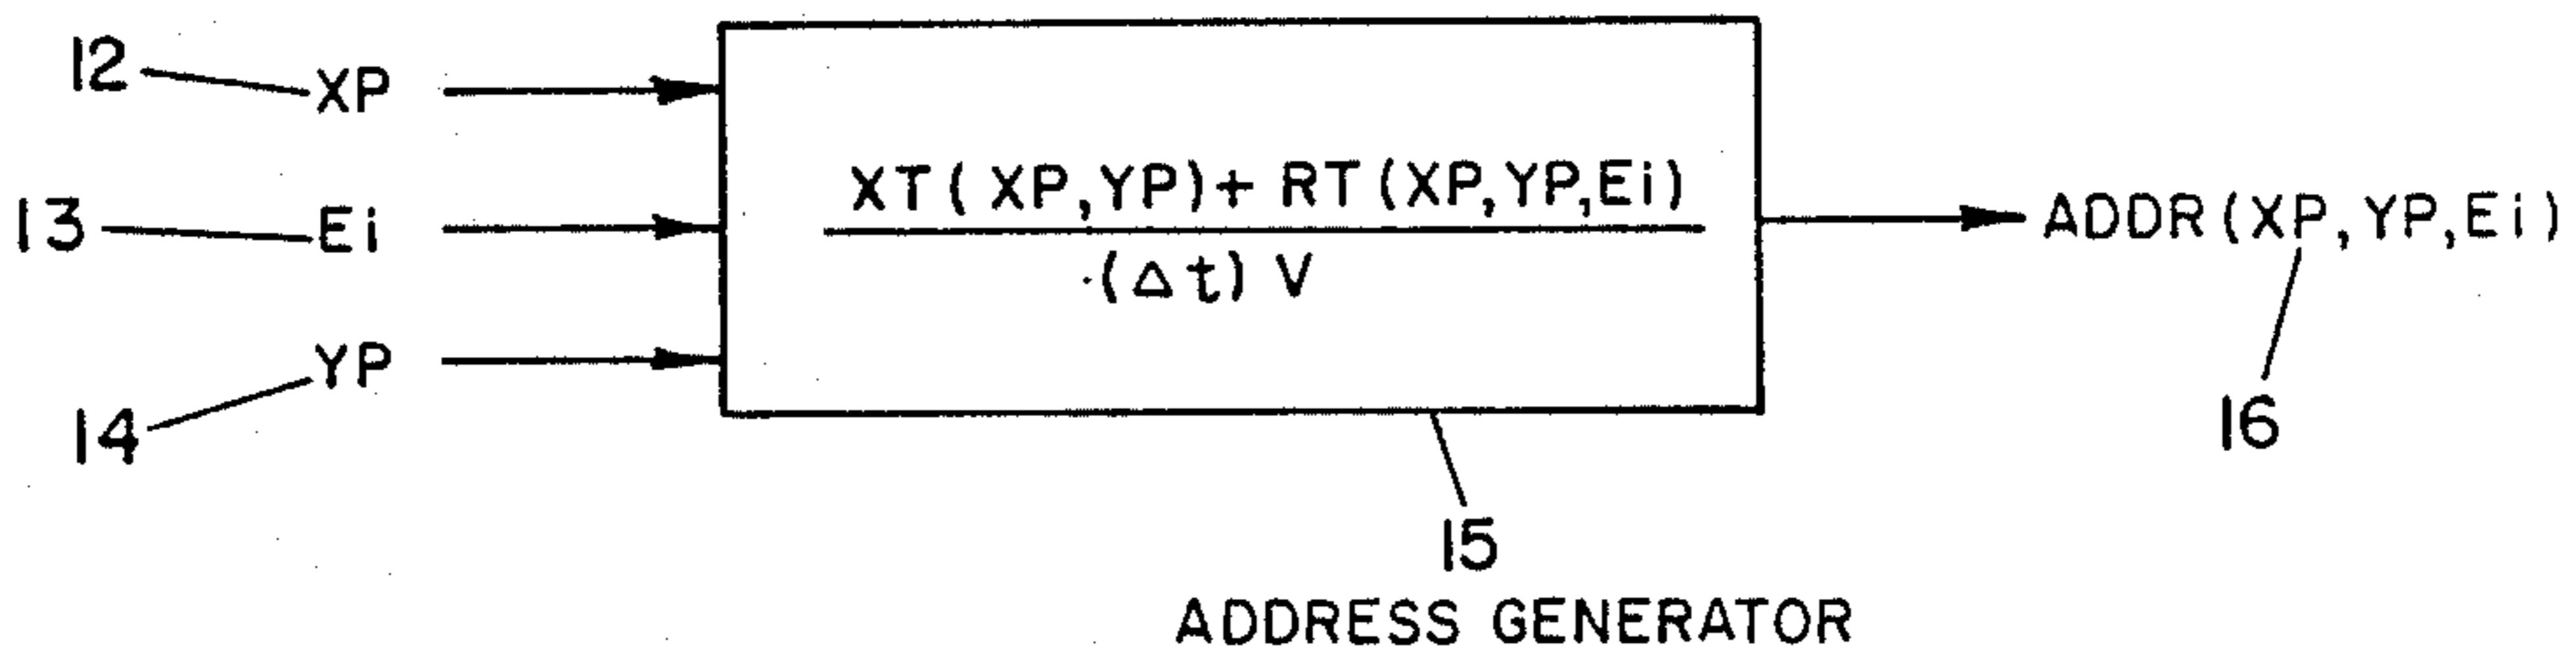 12 XP
13 Ei
14 YP
XT(XP,YP)+ RT(XP,YP,Ei)
(Δt) V
ADDR(XP,YP,Ei)
16
15
ADDRESS GENERATOR